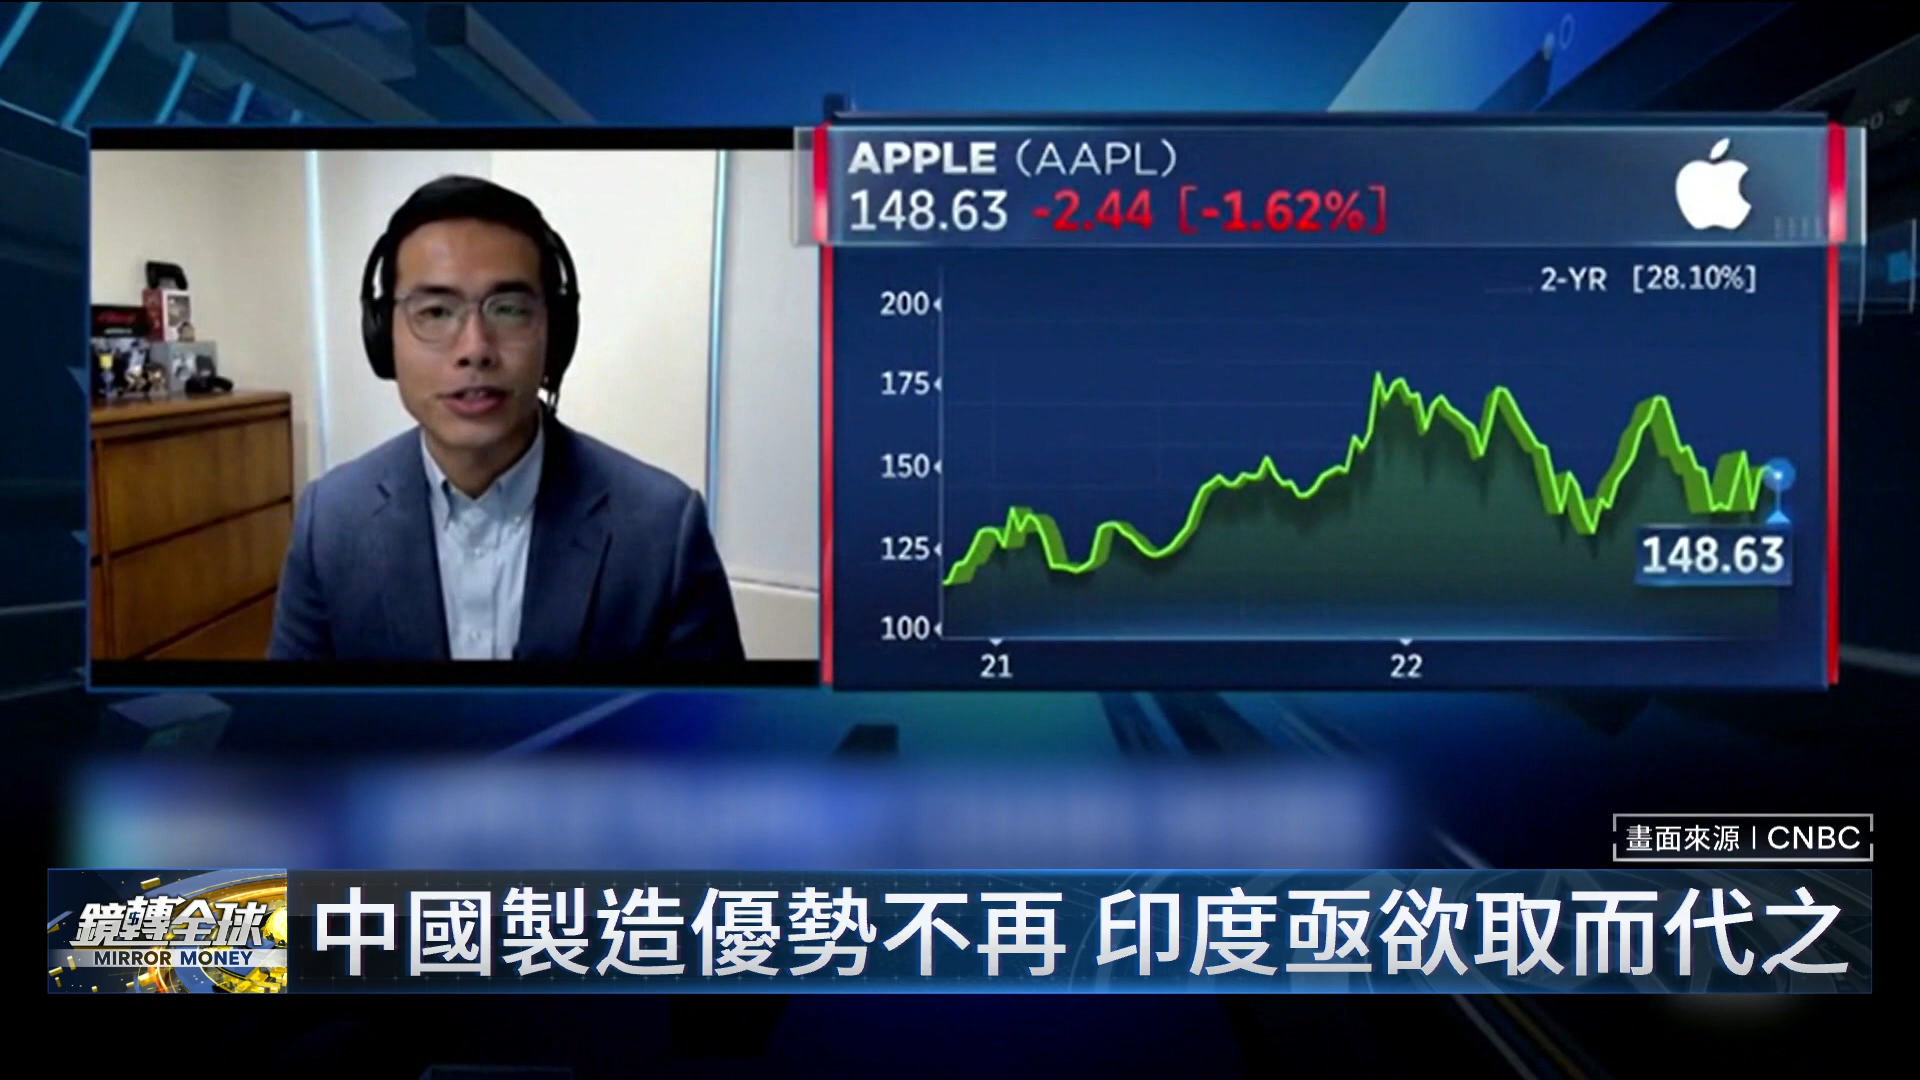 APPLE (AAPL)
148.63 -2.44 [-1.62%]
2-YR [28.10%]
200
175
150
125
100
148.63
21
22
畫面來源 | CNBC
鏡轉全球
MIRROR MONEY
中國製造優勢不再 印度亟欲取而代之